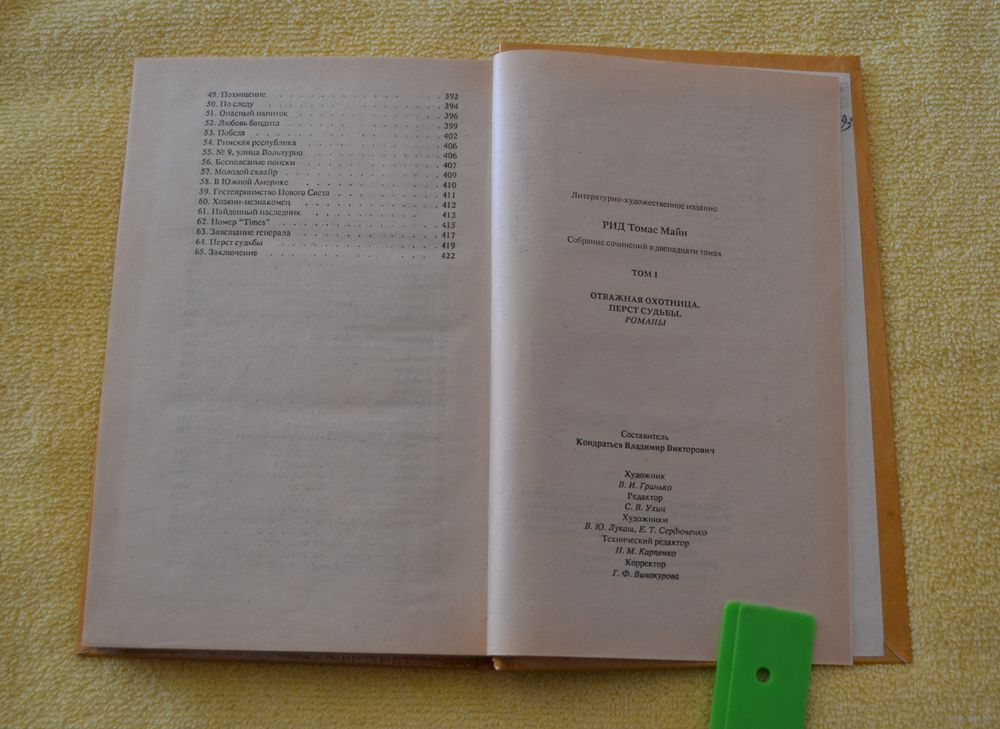 49. Похищение . . . . . . . . . . . . . . . . 392
50. По следу . . . . . . . . . . . . . . . . 394
51. Опасный напиток . . . . . . . . . . . . . . 396
52. Любовь бандита . . . . . . . . . . . . . . 399
53. Победа . . . . . . . . . . . . . . . . 402
54. Римская республика . . . . . . . . . . . . . 406
55. № 9, улица Вольтурно . . . . . . . . . . . . 406
56. Бесполезные поиски . . . . . . . . . . . . . 407
57. Молодой сквайр . . . . . . . . . . . . . . 409
58. В Южной Америке . . . . . . . . . . . . . 410
59. Гостеприимство Нового Света . . . . . . . . . . 411
60. Хозяин-незнакомец . . . . . . . . . . . . . 412
61. Найденный наследник . . . . . . . . . . . . 413
62. Номер "Times" . . . . . . . . . . . . . . 415
63. Завещание генерала . . . . . . . . . . . . . 417
64. Перст судьбы . . . . . . . . . . . . . . . 419
65. Заключение . . . . . . . . . . . . . . . 422
Литературно-художественное издание
РИД Томас Майн
Собрание сочинений в двенадцати томах
ТОМ 1
ОТВАЖНАЯ ОХОТНИЦА.
ПЕРСТ СУДЬБЫ.
РОМАНЫ
Составитель
Кондратьев Владимир Викторович
Художник
В. И. Гринько
Редактор
С. В. Ухин
Художники
В. Ю. Лукаш, Е. Т. Сердюченко
Технический редактор
Н. М. Карпенко
Корректор
Г. Ф. Винокурова